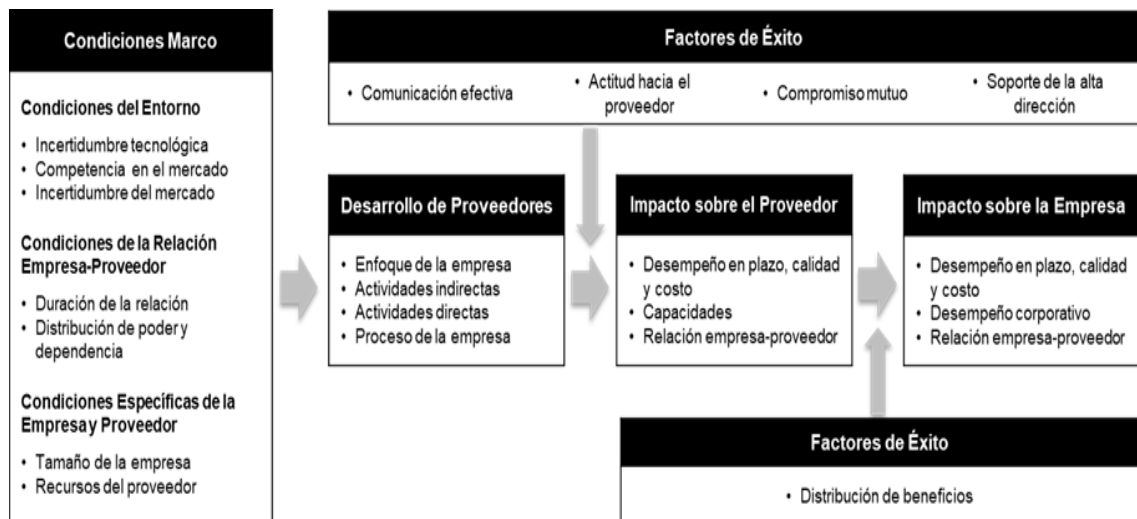 Condiciones Marco
Condiciones del Entorno
• Incertidumbre tecnológica
• Competencia en el mercado
• Incertidumbre del mercado
Condiciones de la Relación
Empresa-Proveedor
• Duración de la relación
• Distribución de poder y
dependencia
Condiciones Específicas de la
Empresa y Proveedor
• Tamaño de la empresa
• Recursos del proveedor
Factores de Éxito
• Comunicación efectiva
• Actitud hacia el
proveedor
• Compromiso mutuo
• Soporte de la alta
dirección
Desarrollo de Proveedores
• Enfoque de la empresa
• Actividades indirectas
• Actividades directas
• Proceso de la empresa
Impacto sobre el Proveedor
• Desempeño en plazo, calidad
y costo
• Capacidades
• Relación empresa-proveedor
Impacto sobre la Empresa
• Desempeño en plazo, calidad
y costo
• Desempeño corporativo
• Relación empresa-proveedor
Factores de Éxito
• Distribución de beneficios